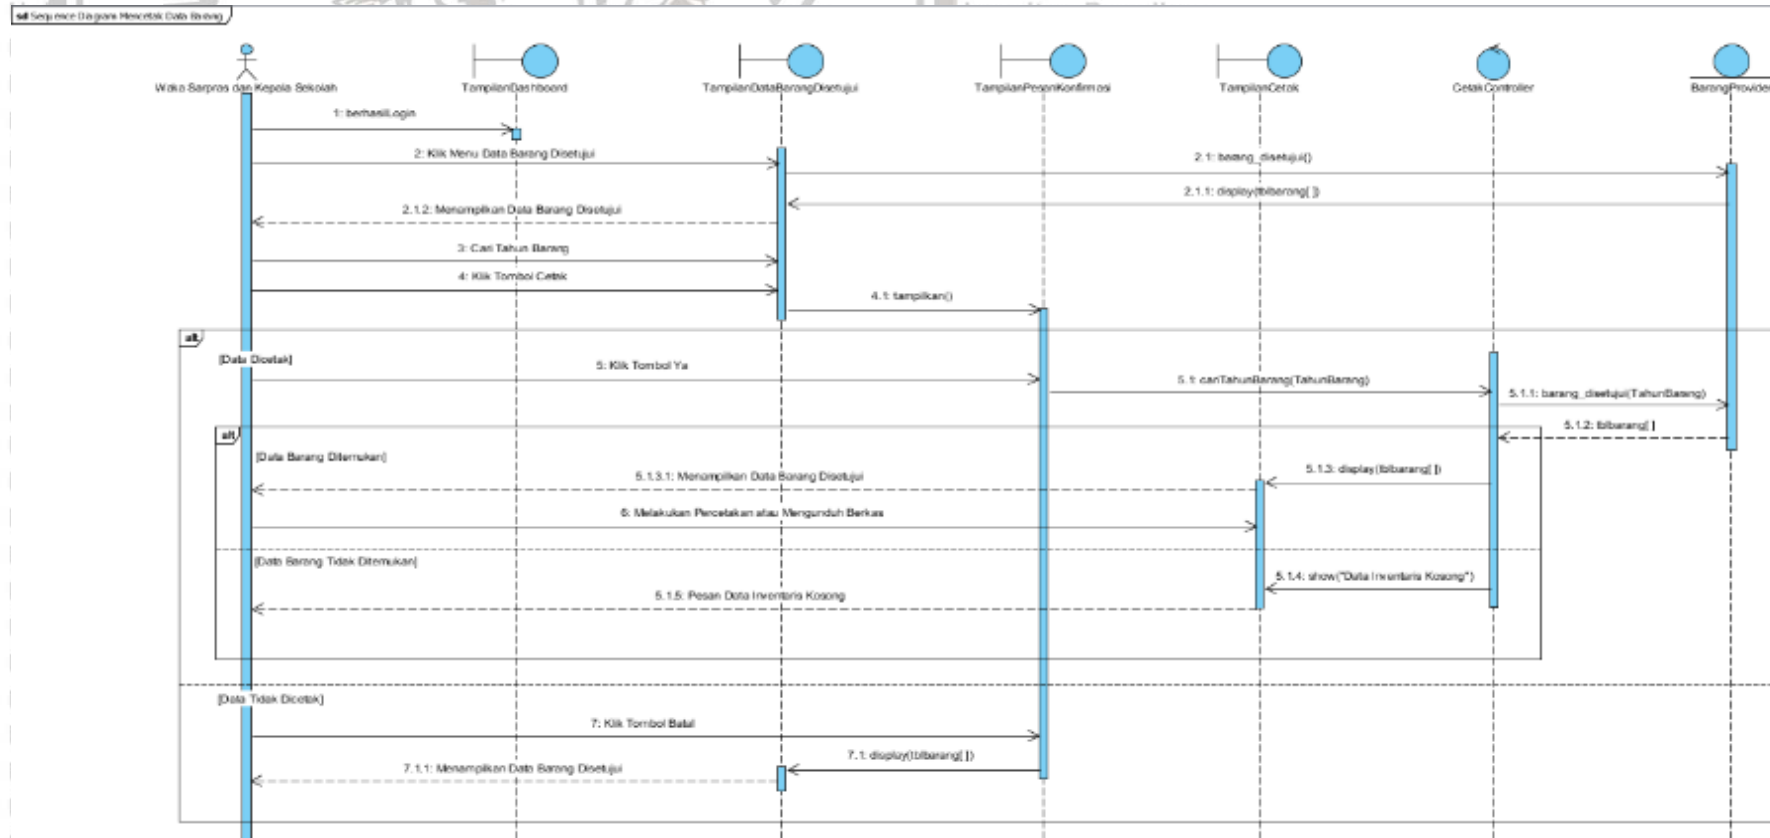 sd Sequence Diagram Mencetak Data Barang
Waka Sarpras dan Kepala Sekolah
TampilanDashboard
TampilanDataBarangDisetujui
TampilanPesanKonfirmasi
TampilanCetak
CetakController
BarangProvider
1: berhasilLogin
2: Klik Menu Data Barang Disetujui
2.1: barang_disetujui()
2.1.1: display(tblbarang[ ])
2.1.2: Menampilkan Data Barang Disetujui
3: Cari Tahun Barang
4: Klik Tombol Cetak
4.1: tampilkan()
alt
[Data Dicetak]
5: Klik Tombol Ya
5.1: cariTahunBarang(TahunBarang)
5.1.1: barang_disetujui(TahunBarang)
5.1.2: tblbarang[ ]
alt
[Data Barang Ditemukan]
5.1.3: display(tblbarang[ ])
5.1.3.1: Menampilkan Data Barang Disetujui
6: Melakukan Percetakan atau Mengunduh Berkas
[Data Barang Tidak Ditemukan]
5.1.4: show("Data Inventaris Kosong")
5.1.5: Pesan Data Inventaris Kosong
[Data Tidak Dicetak]
7: Klik Tombol Batal
7.1: display(tblbarang[ ])
7.1.1: Menampilkan Data Barang Disetujui